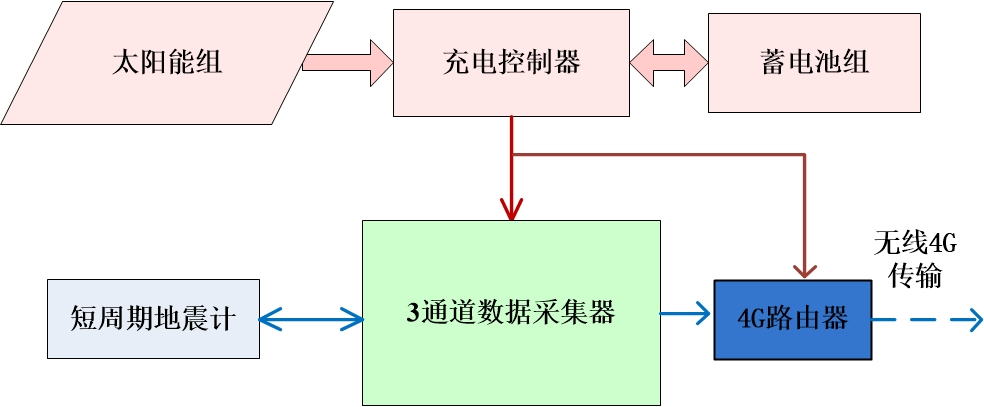 太阳能组
充电控制器
蓄电池组
无线4G
传输
短周期地震计
3通道数据采集器
4G路由器